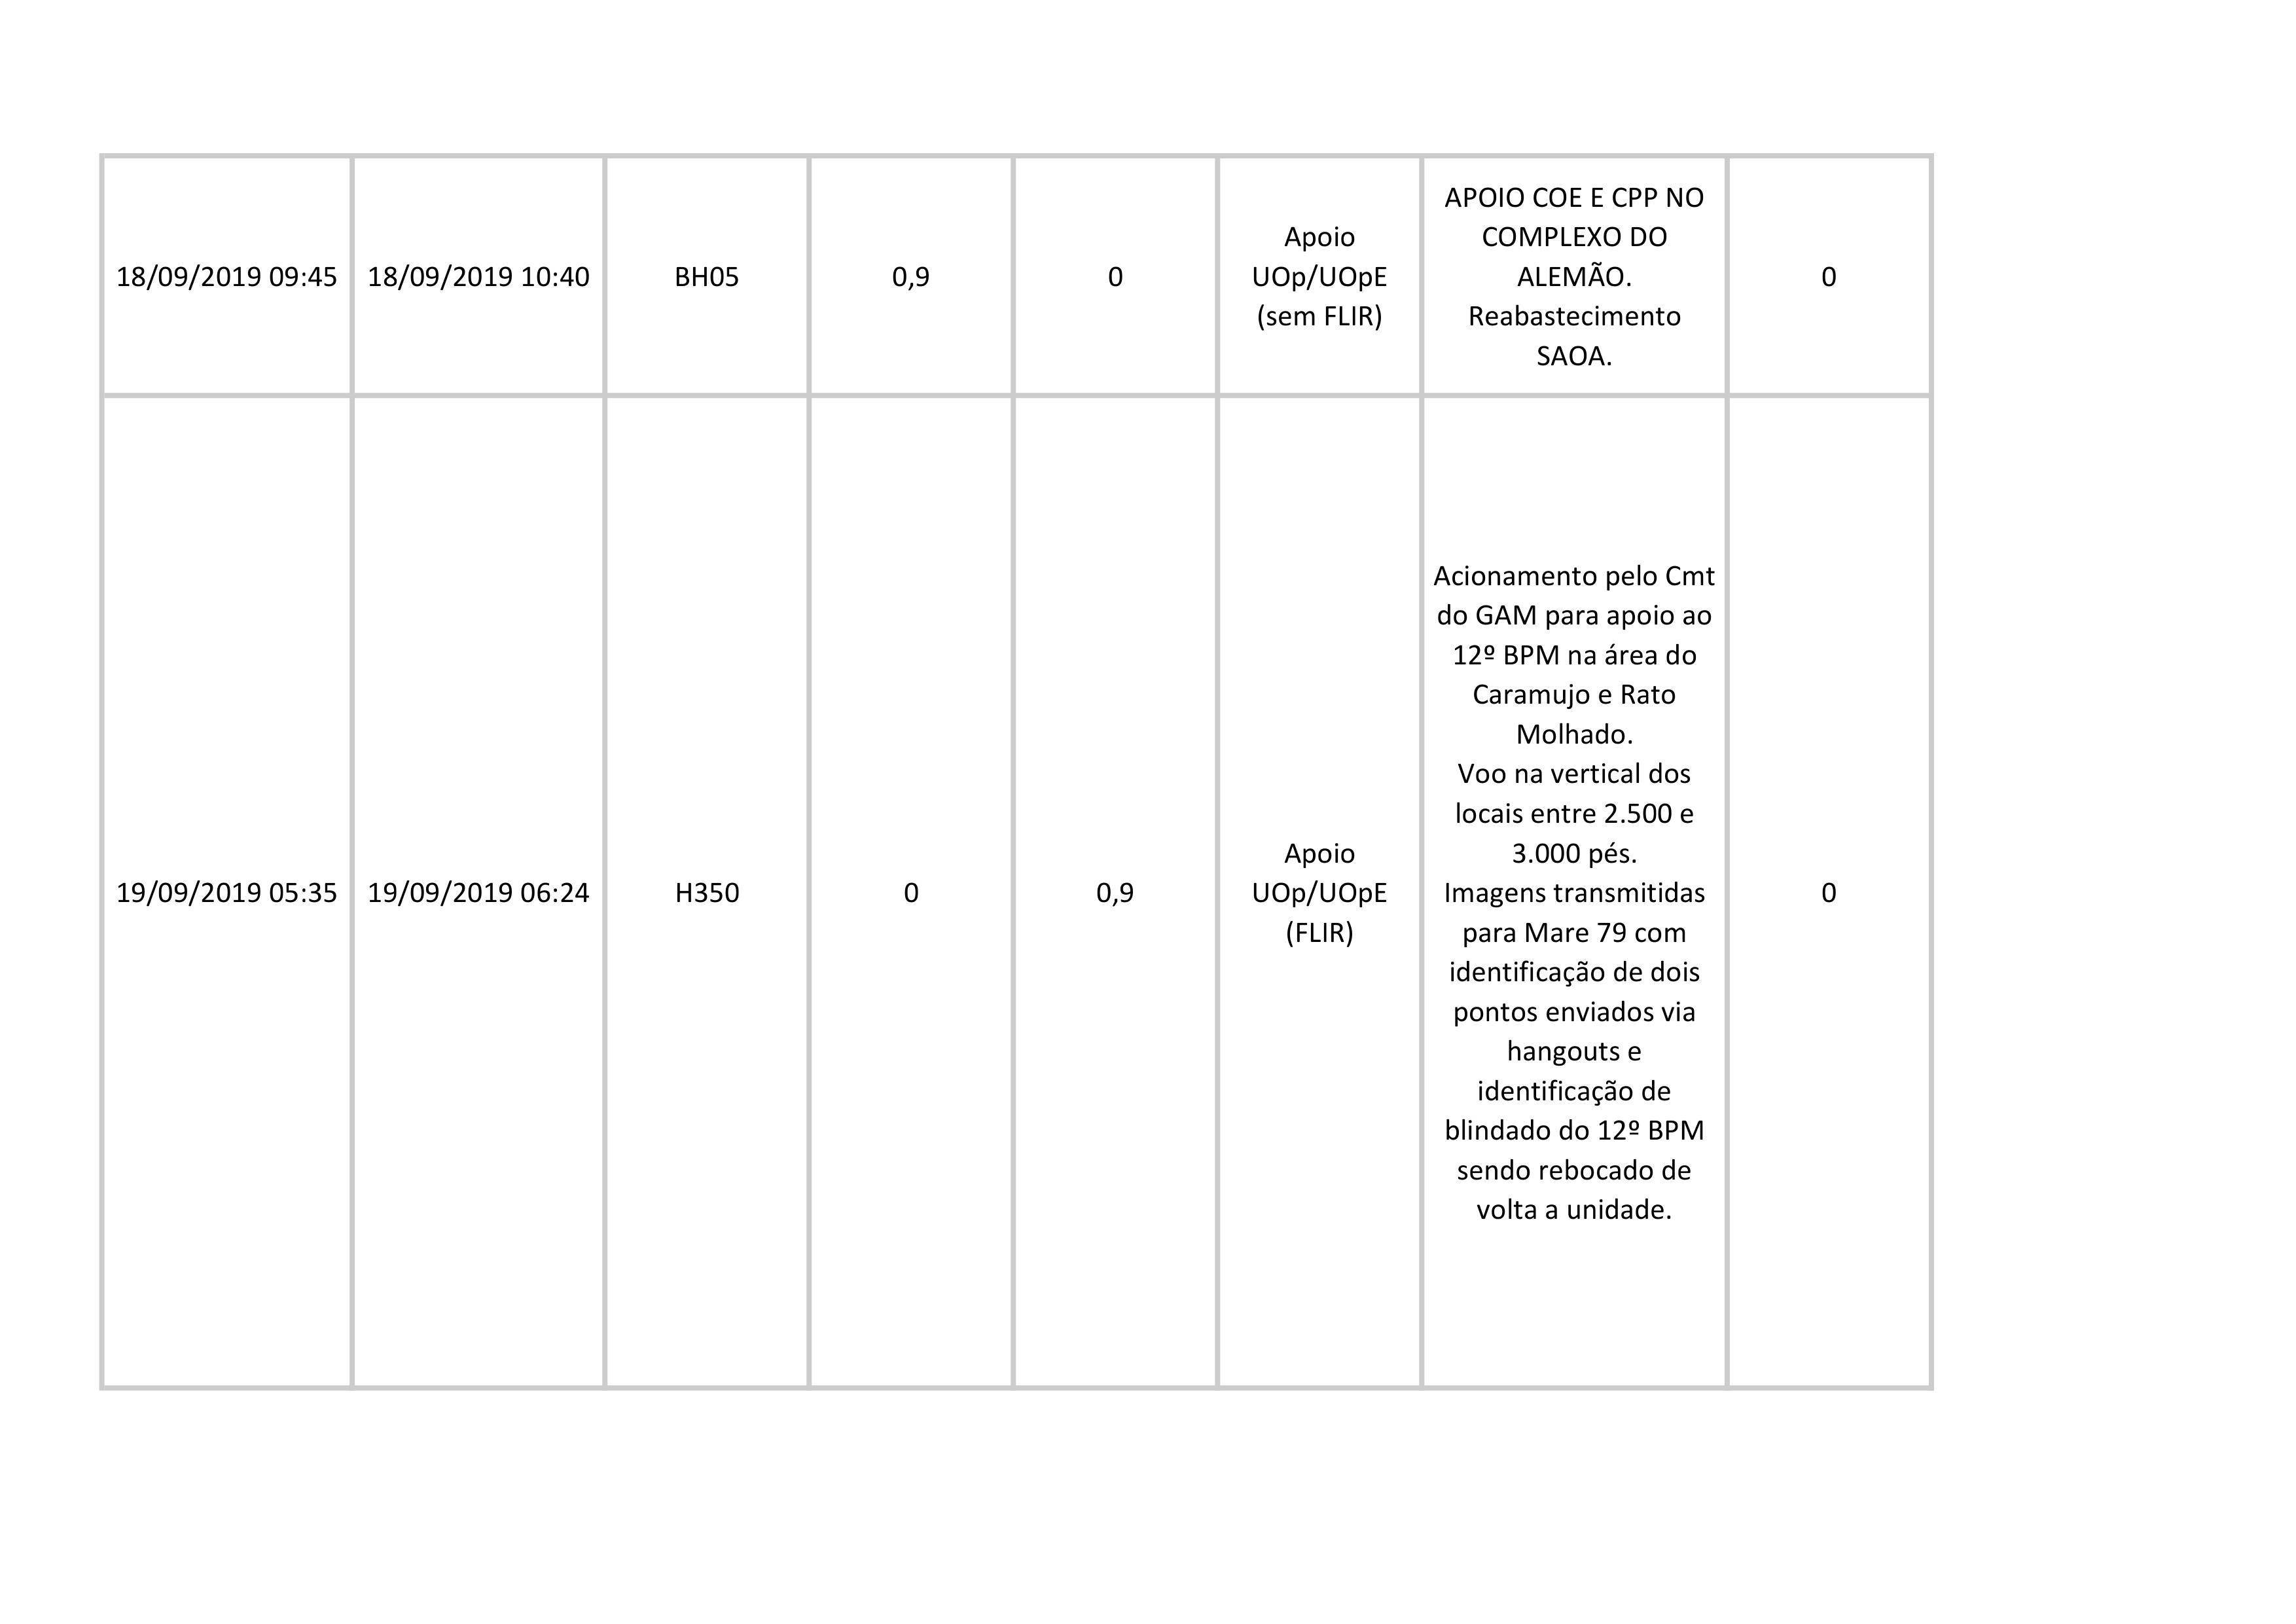 18/09/2019 09:45
18/09/2019 10:40
BH05
0,9
0
Apoio
UOp/UOpE
(sem FLIR)
APOIO COE E CPP NO
COMPLEXO DO
ALEMÃO.
Reabastecimento
SAOA.
0
19/09/2019 05:35
19/09/2019 06:24
H350
0
0,9
Apoio
UOp/UOpE
(FLIR)
Acionamento pelo Cmt
do GAM para apoio ao
12º BPM na área do
Caramujo e Rato
Molhado.
Voo na vertical dos
locais entre 2.500 e
3.000 pés.
Imagens transmitidas
para Mare 79 com
identificação de dois
pontos enviados via
hangouts e
identificação de
blindado do 12º BPM
sendo rebocado de
volta a unidade.
0